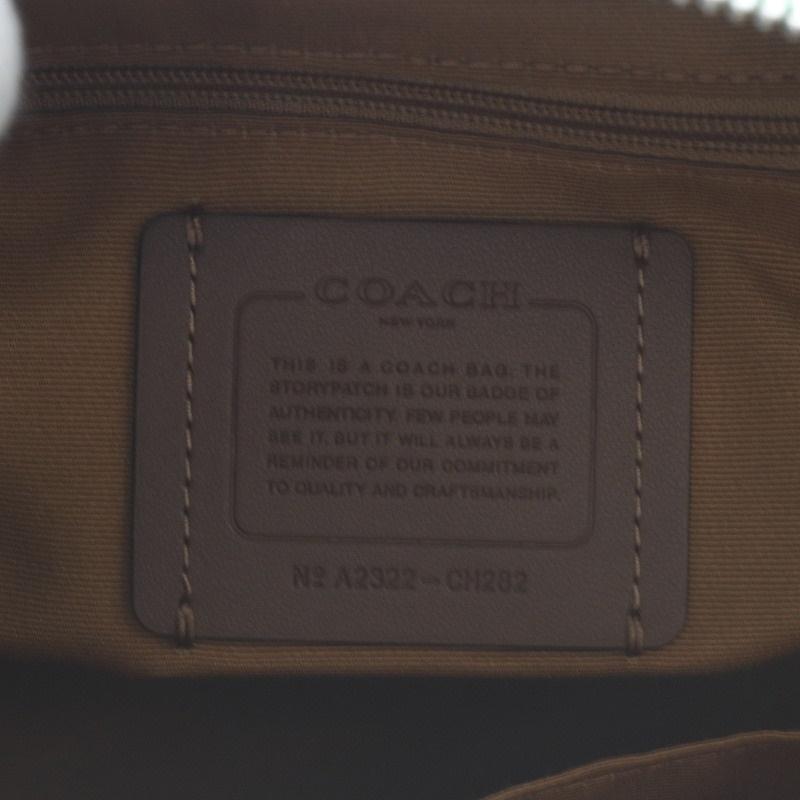 COACH
NEW YORK
THIS IS A COACH BAG. THE
STORYPATCH IS OUR BADGE OF
AUTHENTICITY. FEW PEOPLE MAY
SEE IT, BUT IT WILL ALWAYS BE A
REMINDER OF OUR COMMITMENT
TO QUALITY AND CRAFTSMANSHIP.
Nº A2322-CH282